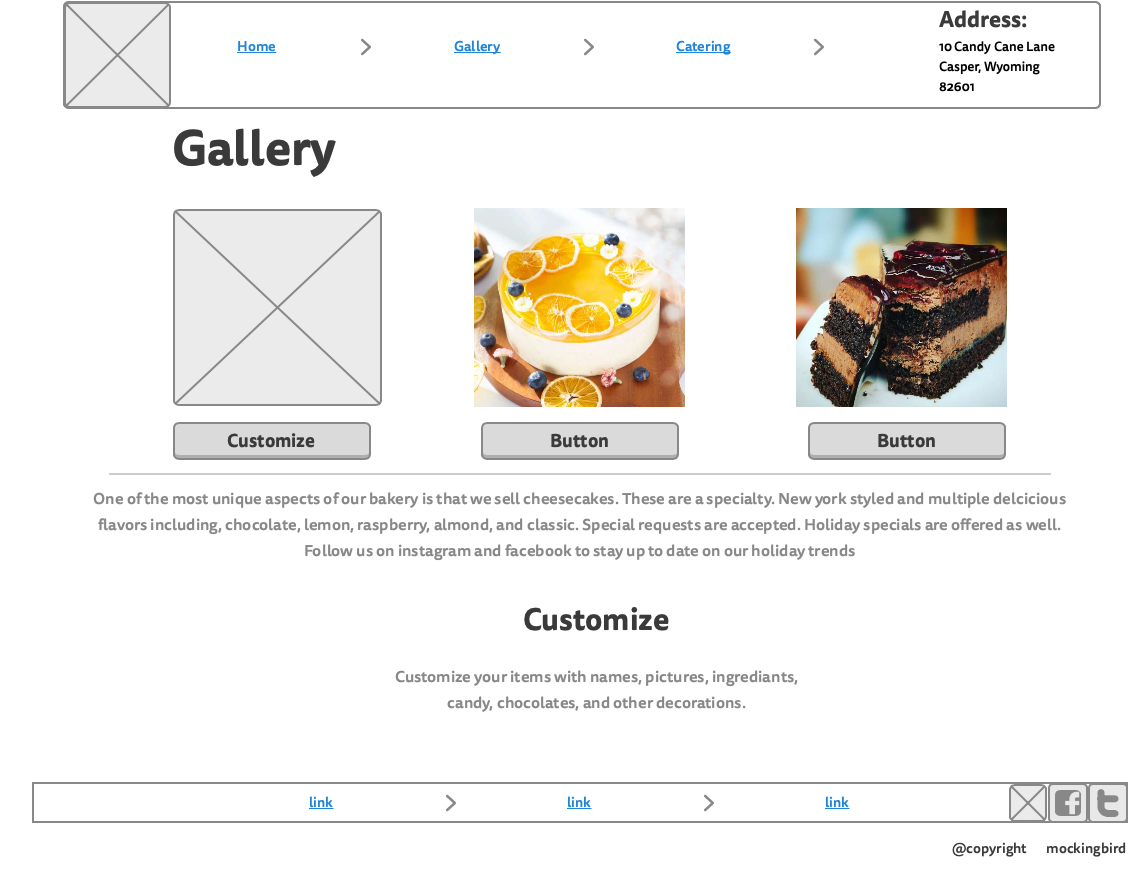 Home
Gallery
Catering
Address:
10 Candy Cane Lane
Casper, Wyoming
82601
Gallery
Customize
Button
Button
One of the most unique aspects of our bakery is that we sell cheesecakes. These are a specialty. New york styled and multiple delcicious
flavors including, chocolate, lemon, raspberry, almond, and classic. Special requests are accepted. Holiday specials are offered as well.
Follow us on instagram and facebook to stay up to date on our holiday trends
Customize
Customize your items with names, pictures, ingrediants,
candy, chocolates, and other decorations.
link
link
link
@copyright mockingbird